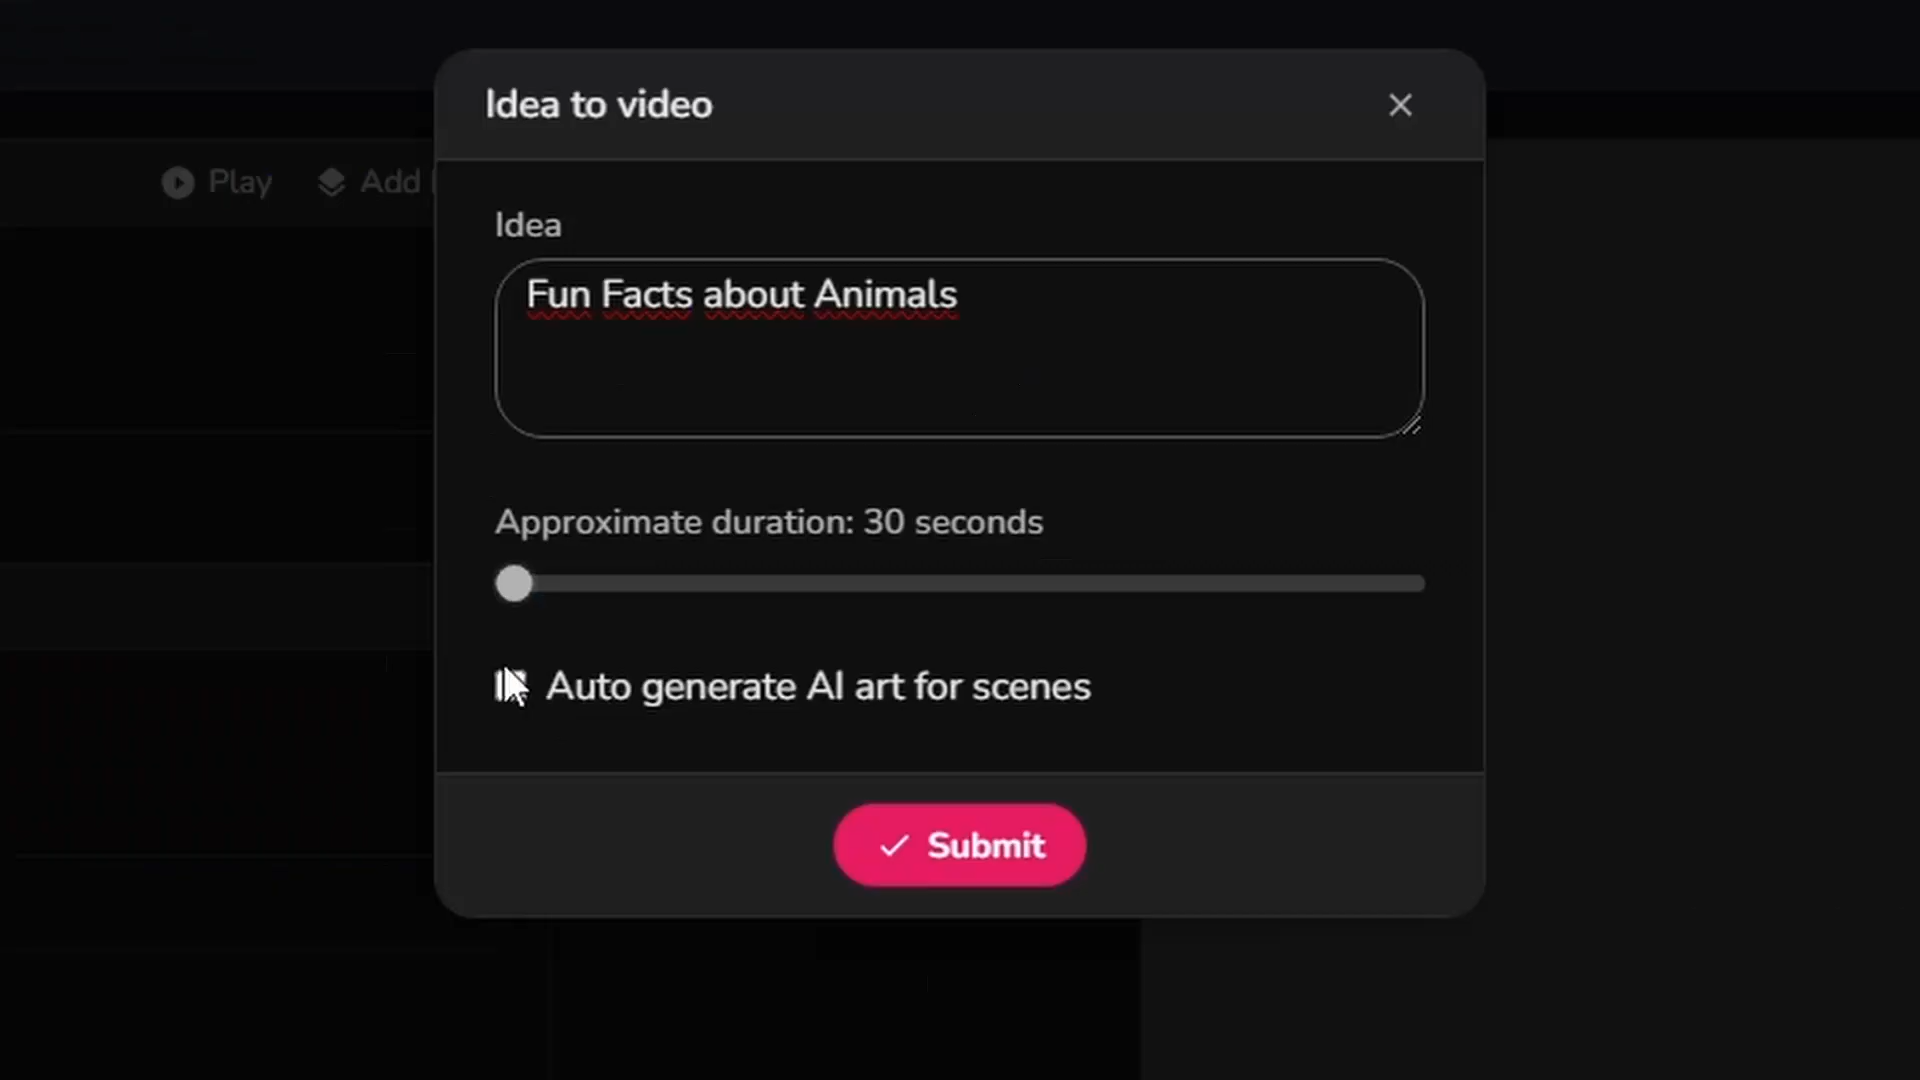 Idea to video
Play Add
Idea
Fun Facts about Animals
Approximate duration: 30 seconds
Auto generate AI art for scenes
Submit